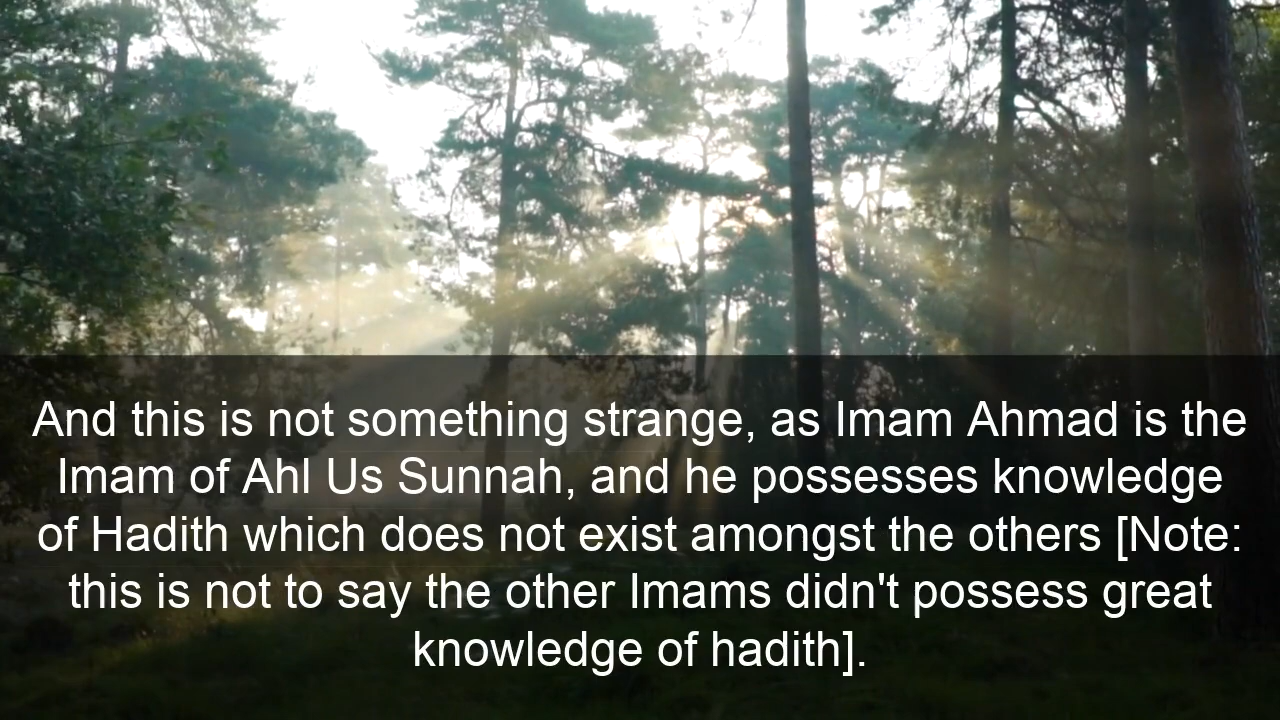 And this is not something strange, as Imam Ahmad is the
Imam of Ahl Us Sunnah, and he possesses knowledge
of Hadith which does not exist amongst the others [Note:
this is not to say the other Imams didn't possess great
knowledge of hadith].